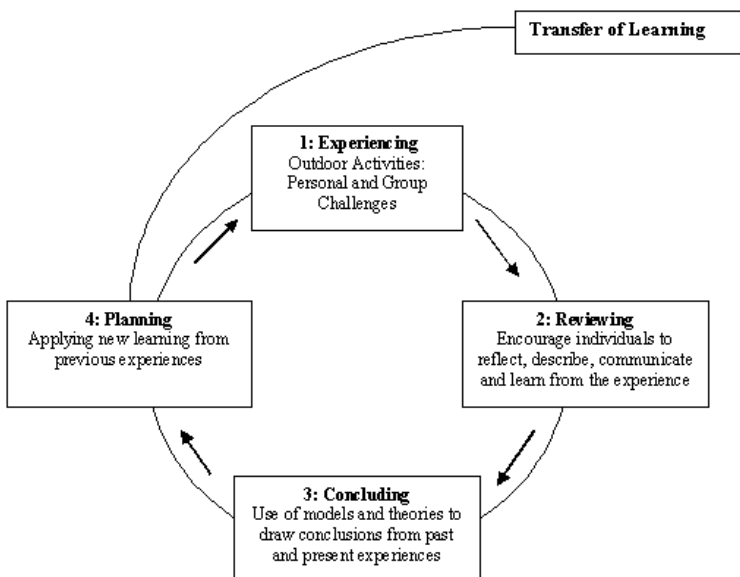 Transfer of Learning
1: Experiencing
Outdoor Activities:
Personal and Group
Challenges
2: Reviewing
Encourage individuals to
reflect, describe, communicate
and learn from the experience
3: Concluding
Use of models and theories to
draw conclusions from past
and present experiences
4: Planning
Applying new learning from
previous experiences